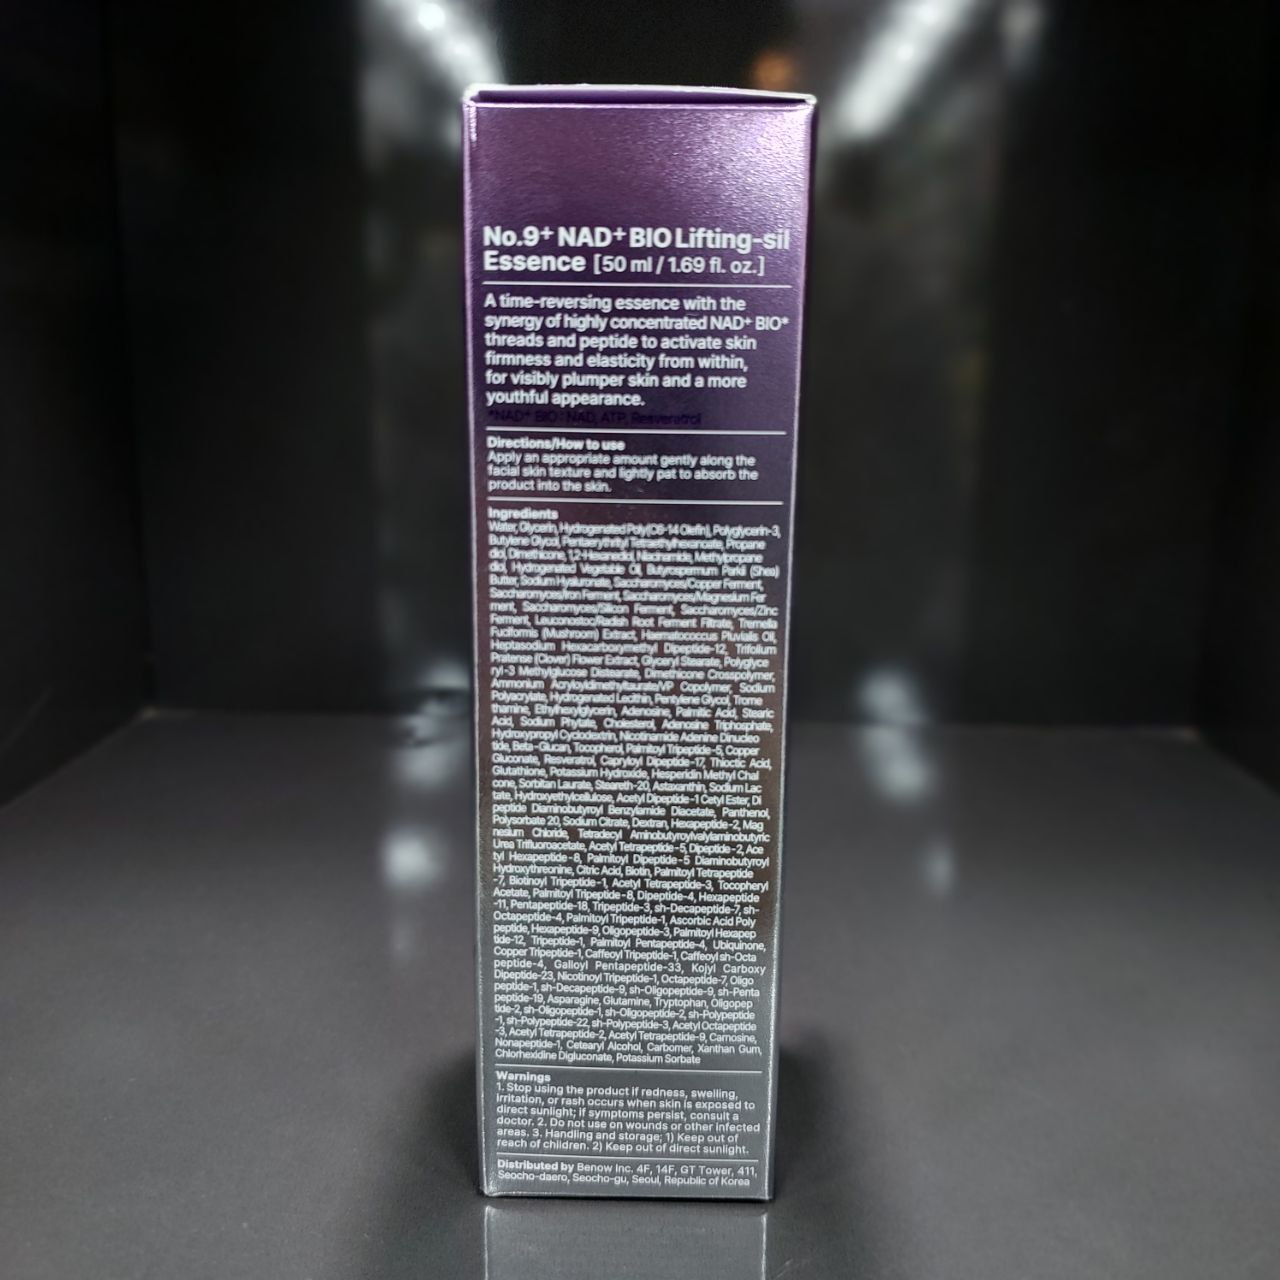 No.9+ NAD+ BIO Lifting-sil
Essence [50 ml / 1.69 fl. oz.]
A time-reversing essence with the
synergy of highly concentrated NAD+ BIO*
threads and peptide to activate skin
firmness and elasticity from within,
for visibly plumper skin and a more
youthful appearance.
*NAD+ BIO : NAD, ATP, Resveratrol
Directions/How to use
Apply an appropriate amount gently along the
facial skin texture and lightly pat to absorb the
product into the skin.
Ingredients
Water, Glycerin, Hydrogenated Poly(C6-14 Olefin), Polyglycerin-3,
Butylene Glycol, Pentaerythrityl Tetraethylhexanoate, Propane
diol, Dimethicone, 1,2-Hexanediol, Niacinamide, Methylpropane
diol, Hydrogenated Vegetable Oil, Butyrospermum Parkii (Shea)
Butter, Sodium Hyaluronate, Saccharomyces/Copper Ferment,
Saccharomyces/Iron Ferment, Saccharomyces/Magnesium Fer
ment, Saccharomyces/Silicon Ferment, Saccharomyces/Zinc
Ferment, Leuconostoc/Radish Root Ferment Filtrate, Tremella
Fuciformis (Mushroom) Extract, Haematococcus Pluvialis Oil,
Heptasodium Hexacarboxymethyl Dipeptide-12, Trifolium
Pratense (Clover) Flower Extract, Glyceryl Stearate, Polyglyce
ryl-3 Methylglucose Distearate, Dimethicone Crosspolymer,
Ammonium Acryloyldimethyltaurate/VP Copolymer, Sodium
Polyacrylate, Hydrogenated Lecithin, Pentylene Glycol, Trome
thamine, Ethylhexylglycerin, Adenosine, Palmitic Acid, Stearic
Acid, Sodium Phytate, Cholesterol, Adenosine Triphosphate,
Hydroxypropyl Cyclodextrin, Nicotinamide Adenine Dinucleo
tide, Beta-Glucan, Tocopherol, Palmitoyl Tripeptide-5, Copper
Gluconate, Resveratrol, Capryloyl Dipeptide-17, Thioctic Acid,
Glutathione, Potassium Hydroxide, Hesperidin Methyl Chal
cone, Sorbitan Laurate, Steareth-20, Astaxanthin, Sodium Lac
tate, Hydroxyethylcellulose, Acetyl Dipeptide-1 Cetyl Ester, Di
peptide Diaminobutyroyl Benzylamide Diacetate, Panthenol,
Polysorbate 20, Sodium Citrate, Dextran, Hexapeptide-2, Mag
nesium Chloride, Tetradecyl Aminobutyroylvalylaminobutyric
Urea Trifluoroacetate, Acetyl Tetrapeptide-5, Dipeptide-2, Ace
tyl Hexapeptide-8, Palmitoyl Dipeptide-5 Diaminobutyroyl
Hydroxythreonine, Citric Acid, Biotin, Palmitoyl Tetrapeptide
-7, Biotinoyl Tripeptide-1, Acetyl Tetrapeptide-3, Tocopheryl
Acetate, Palmitoyl Tripeptide-8, Dipeptide-4, Hexapeptide
-11, Pentapeptide-18, Tripeptide-3, sh-Decapeptide-7, sh-
Octapeptide-4, Palmitoyl Tripeptide-1, Ascorbic Acid Poly
peptide, Hexapeptide-9, Oligopeptide-3, Palmitoyl Hexapep
tide-12, Tripeptide-1, Palmitoyl Pentapeptide-4, Ubiquinone,
Copper Tripeptide-1, Caffeoyl Tripeptide-1, Caffeoyl sh-Octa
peptide-4, Galloyl Pentapeptide-33, Kojyl Carboxy
Dipeptide-23, Nicotinoyl Tripeptide-1, Octapeptide-7, Oligo
peptide-1, sh-Decapeptide-9, sh-Oligopeptide-9, sh-Penta
peptide-19, Asparagine, Glutamine, Tryptophan, Oligopep
tide-2, sh-Oligopeptide-1, sh-Oligopeptide-2, sh-Polypeptide
-1, sh-Polypeptide-22, sh-Polypeptide-3, Acetyl Octapeptide
-3, Acetyl Tetrapeptide-2, Acetyl Tetrapeptide-9, Carnosine,
Nonapeptide-1, Cetearyl Alcohol, Carbomer, Xanthan Gum,
Chlorhexidine Digluconate, Potassium Sorbate
Warnings
1. Stop using the product if redness, swelling,
irritation, or rash occurs when skin is exposed to
direct sunlight; if symptoms persist, consult a
doctor. 2. Do not use on wounds or other infected
areas. 3. Handling and storage; 1) Keep out of
reach of children. 2) Keep out of direct sunlight.
Distributed by Benow Inc. 4F, 14F, GT Tower, 411,
Seocho-daero, Seocho-gu, Seoul, Republic of Korea